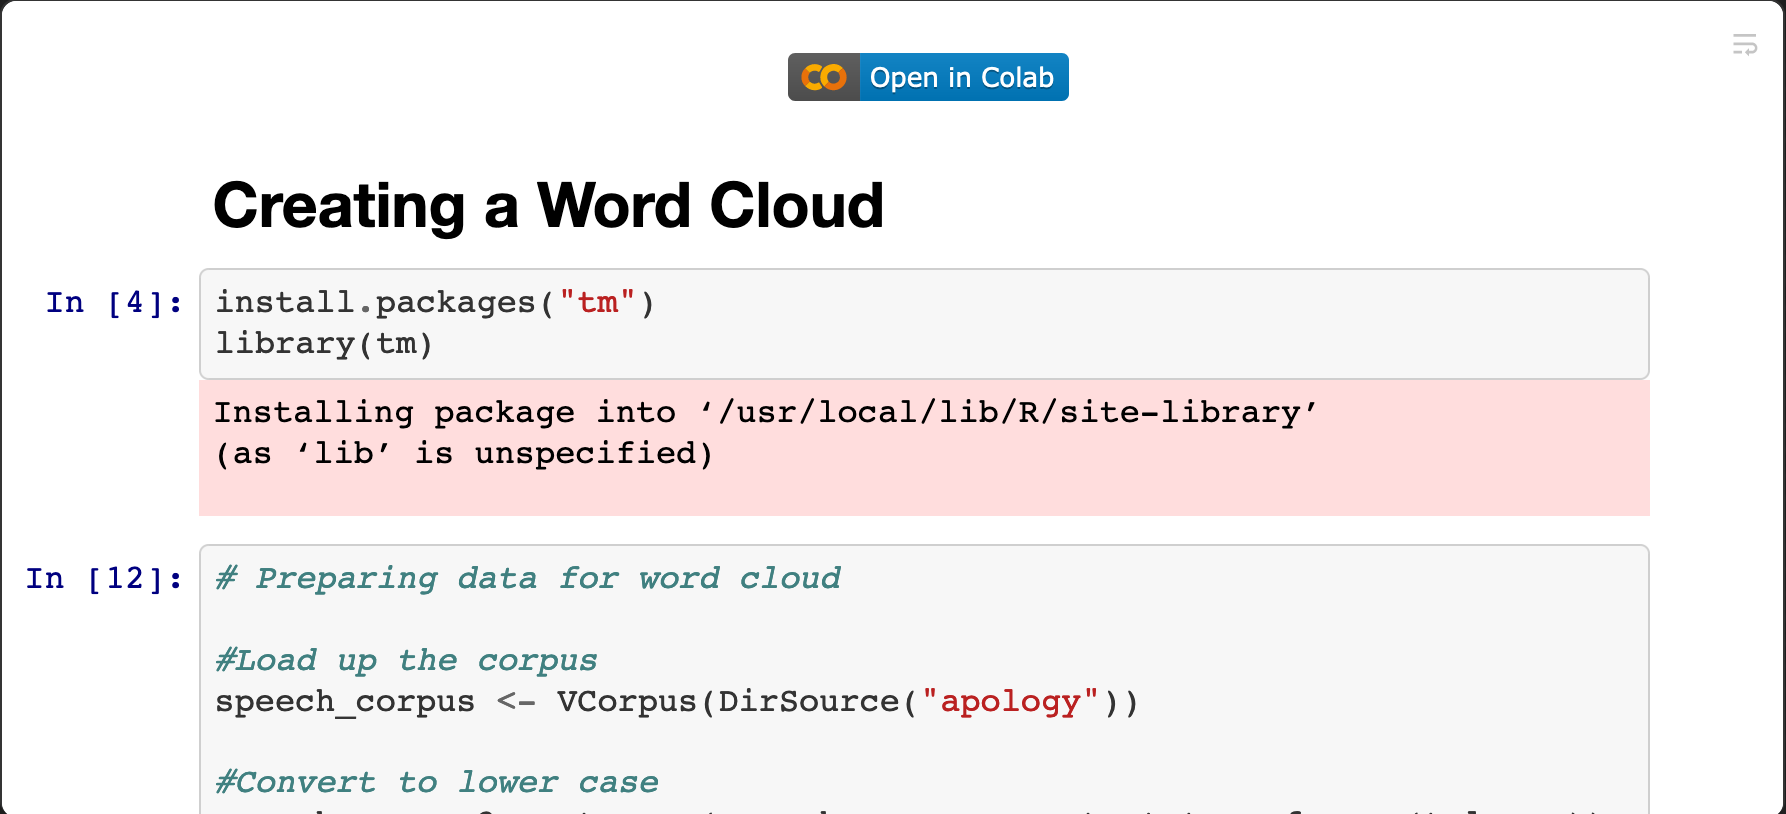 Open in Colab
Creating a Word Cloud
In [4]:
install.packages("tm")
library(tm)
Installing package into ‘/usr/local/lib/R/site-library’
(as ‘lib’ is unspecified)
In [12]:
# Preparing data for word cloud
#Load up the corpus
speech_corpus <- VCorpus(DirSource("apology"))
#Convert to lower case